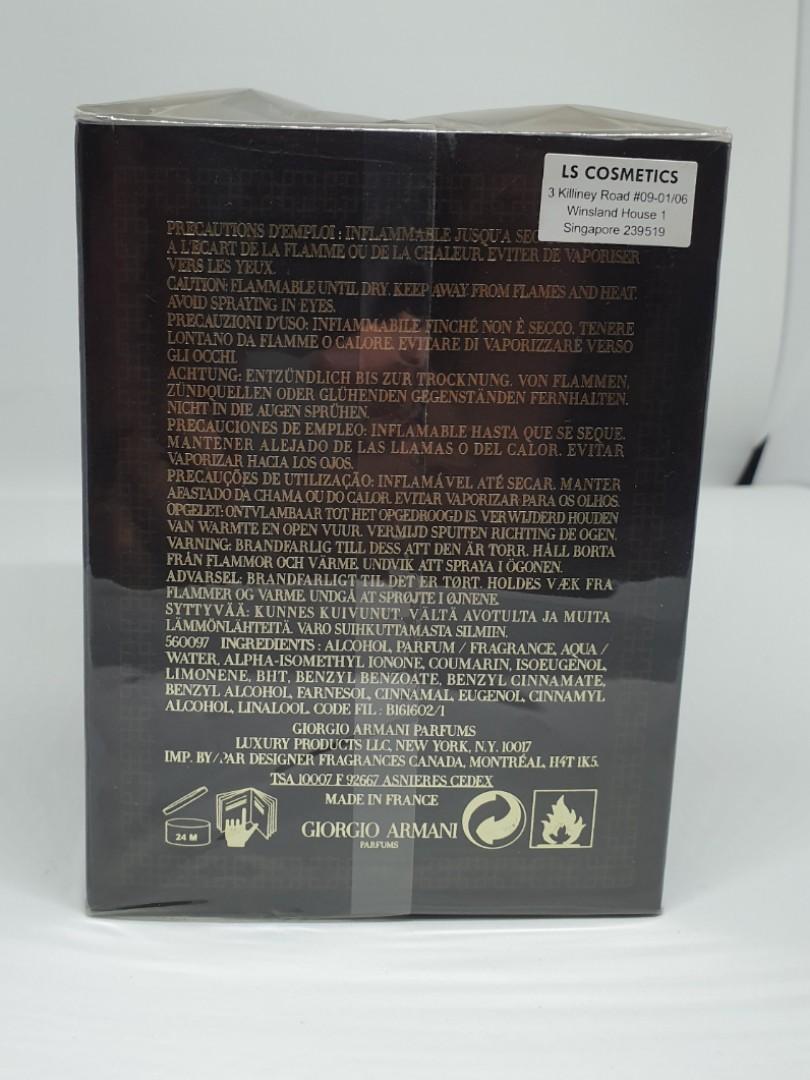 LS COSMETICS
3 Killiney Road #09-01/06
Winsland House 1
Singapore 239519
PRECAUTIONS D'EMPLOI : INFLAMMABLE JUSQU'A
A L'ECART DE LA FLAMME OU DE LA CHALEUR. EVITER DE VAPORISER
VERS LES YEUX.
CAUTION: FLAMMABLE UNTIL DRY. KEEP AWAY FROM FLAMES AND HEAT.
AVOID SPRAYING IN EYES.
PRECAUZIONI D'USO: INFIAMMABILE FINCHÉ NON È SECCO. TENERE
LONTANO DA FIAMME O CALORE. EVITARE DI VAPORIZZARE VERSO
GLI OCCHI.
ACHTUNG: ENTZÜNDLICH BIS ZUR TROCKNUNG. VON FLAMMEN,
ZÜNDQUELLEN ODER GLÜHENDEN GEGENSTÄNDEN FERNHALTEN.
NICHT IN DIE AUGEN SPRÜHEN.
PRECAUCIONES DE EMPLEO: INFLAMABLE HASTA QUE SE SEQUE.
MANTENER ALEJADO DE LAS LLAMAS O DEL CALOR. EVITAR
VAPORIZAR HACIA LOS OJOS.
PRECAUÇÕES DE UTILIZAÇÃO: INFLAMÁVEL ATÉ SECAR. MANTER
AFASTADO DA CHAMA OU DO CALOR. EVITAR VAPORIZAR PARA OS OLHOS.
OPGELET: ONTVLAMBAAR TOT HET OPGEDROOGD IS. VERWIJDERD HOUDEN
VAN WARMTE EN OPEN VUUR. VERMIJD SPUITEN RICHTING DE OGEN.
VARNING: BRANDFARLIG TILL DESS ATT DEN ÄR TORR. HÅLL BORTA
FRÅN FLAMMOR OCH VÄRME. UNDVIK ATT SPRAYA I ÖGONEN.
ADVARSEL: BRANDFARLIGT TIL DET ER TØRT. HOLDES VÆK FRA
FLAMMER OG VARME. UNDGÅ AT SPRØJTE I ØJNENE.
SYTTYVÄÄ: KUNNES KUIVUNUT. VÄLTÄ AVOTULTA JA MUITA
LÄMMÖNLÄHTEITÄ. VARO SUIHKUTTAMASTA SILMIIN.
560097 INGREDIENTS : ALCOHOL, PARFUM / FRAGRANCE, AQUA /
WATER, ALPHA-ISOMETHYL IONONE, COUMARIN, ISOEUGENOL,
LIMONENE, BHT, BENZYL BENZOATE, BENZYL CINNAMATE,
BENZYL ALCOHOL, FARNESOL, CINNAMAL, EUGENOL, CINNAMYL
ALCOHOL, LINALOOL. CODE FIL : B161602/1
GIORGIO ARMANI PARFUMS
LUXURY PRODUCTS LLC, NEW YORK, N.Y. 10017
IMP. BY/PAR DESIGNER FRAGRANCES CANADA, MONTRÉAL, H4T 1K5.
TSA 10007 F 92667 ASNIERES CEDEX
MADE IN FRANCE
24 M
GIORGIO ARMANI
PARFUMS